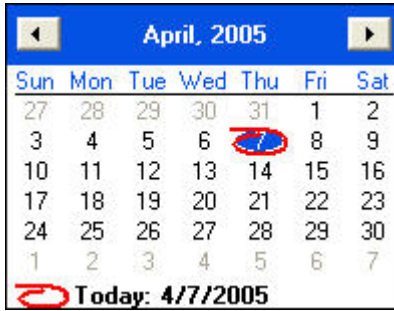 April, 2005
Sun Mon Tue Wed Thu Fri Sat
27 28 29 30 31 1 2
3 4 5 6 7 8 9
10 11 12 13 14 15 16
17 18 19 20 21 22 23
24 25 26 27 28 29 30
1 2 3 4 5 6 7
Today: 4/7/2005